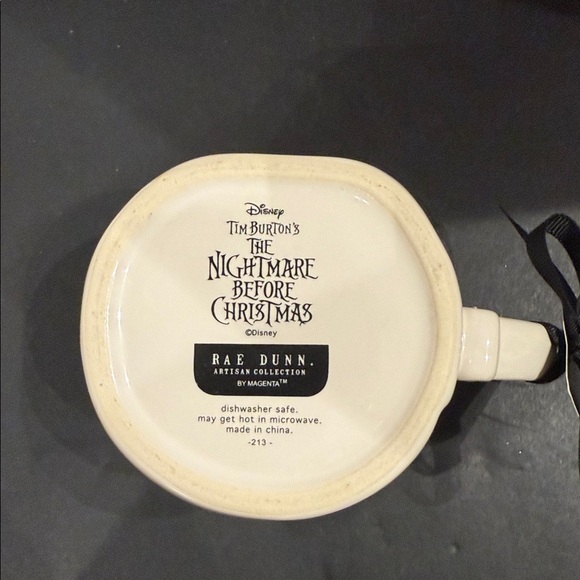 Disney
TIM BURTON'S
THE
NIGHTMARE
BEFORE
CHRISTMAS
©Disney
RAE DUNN.
ARTISAN COLLECTION
BY MAGENTA™
dishwasher safe.
may get hot in microwave.
made in china.
-213 -